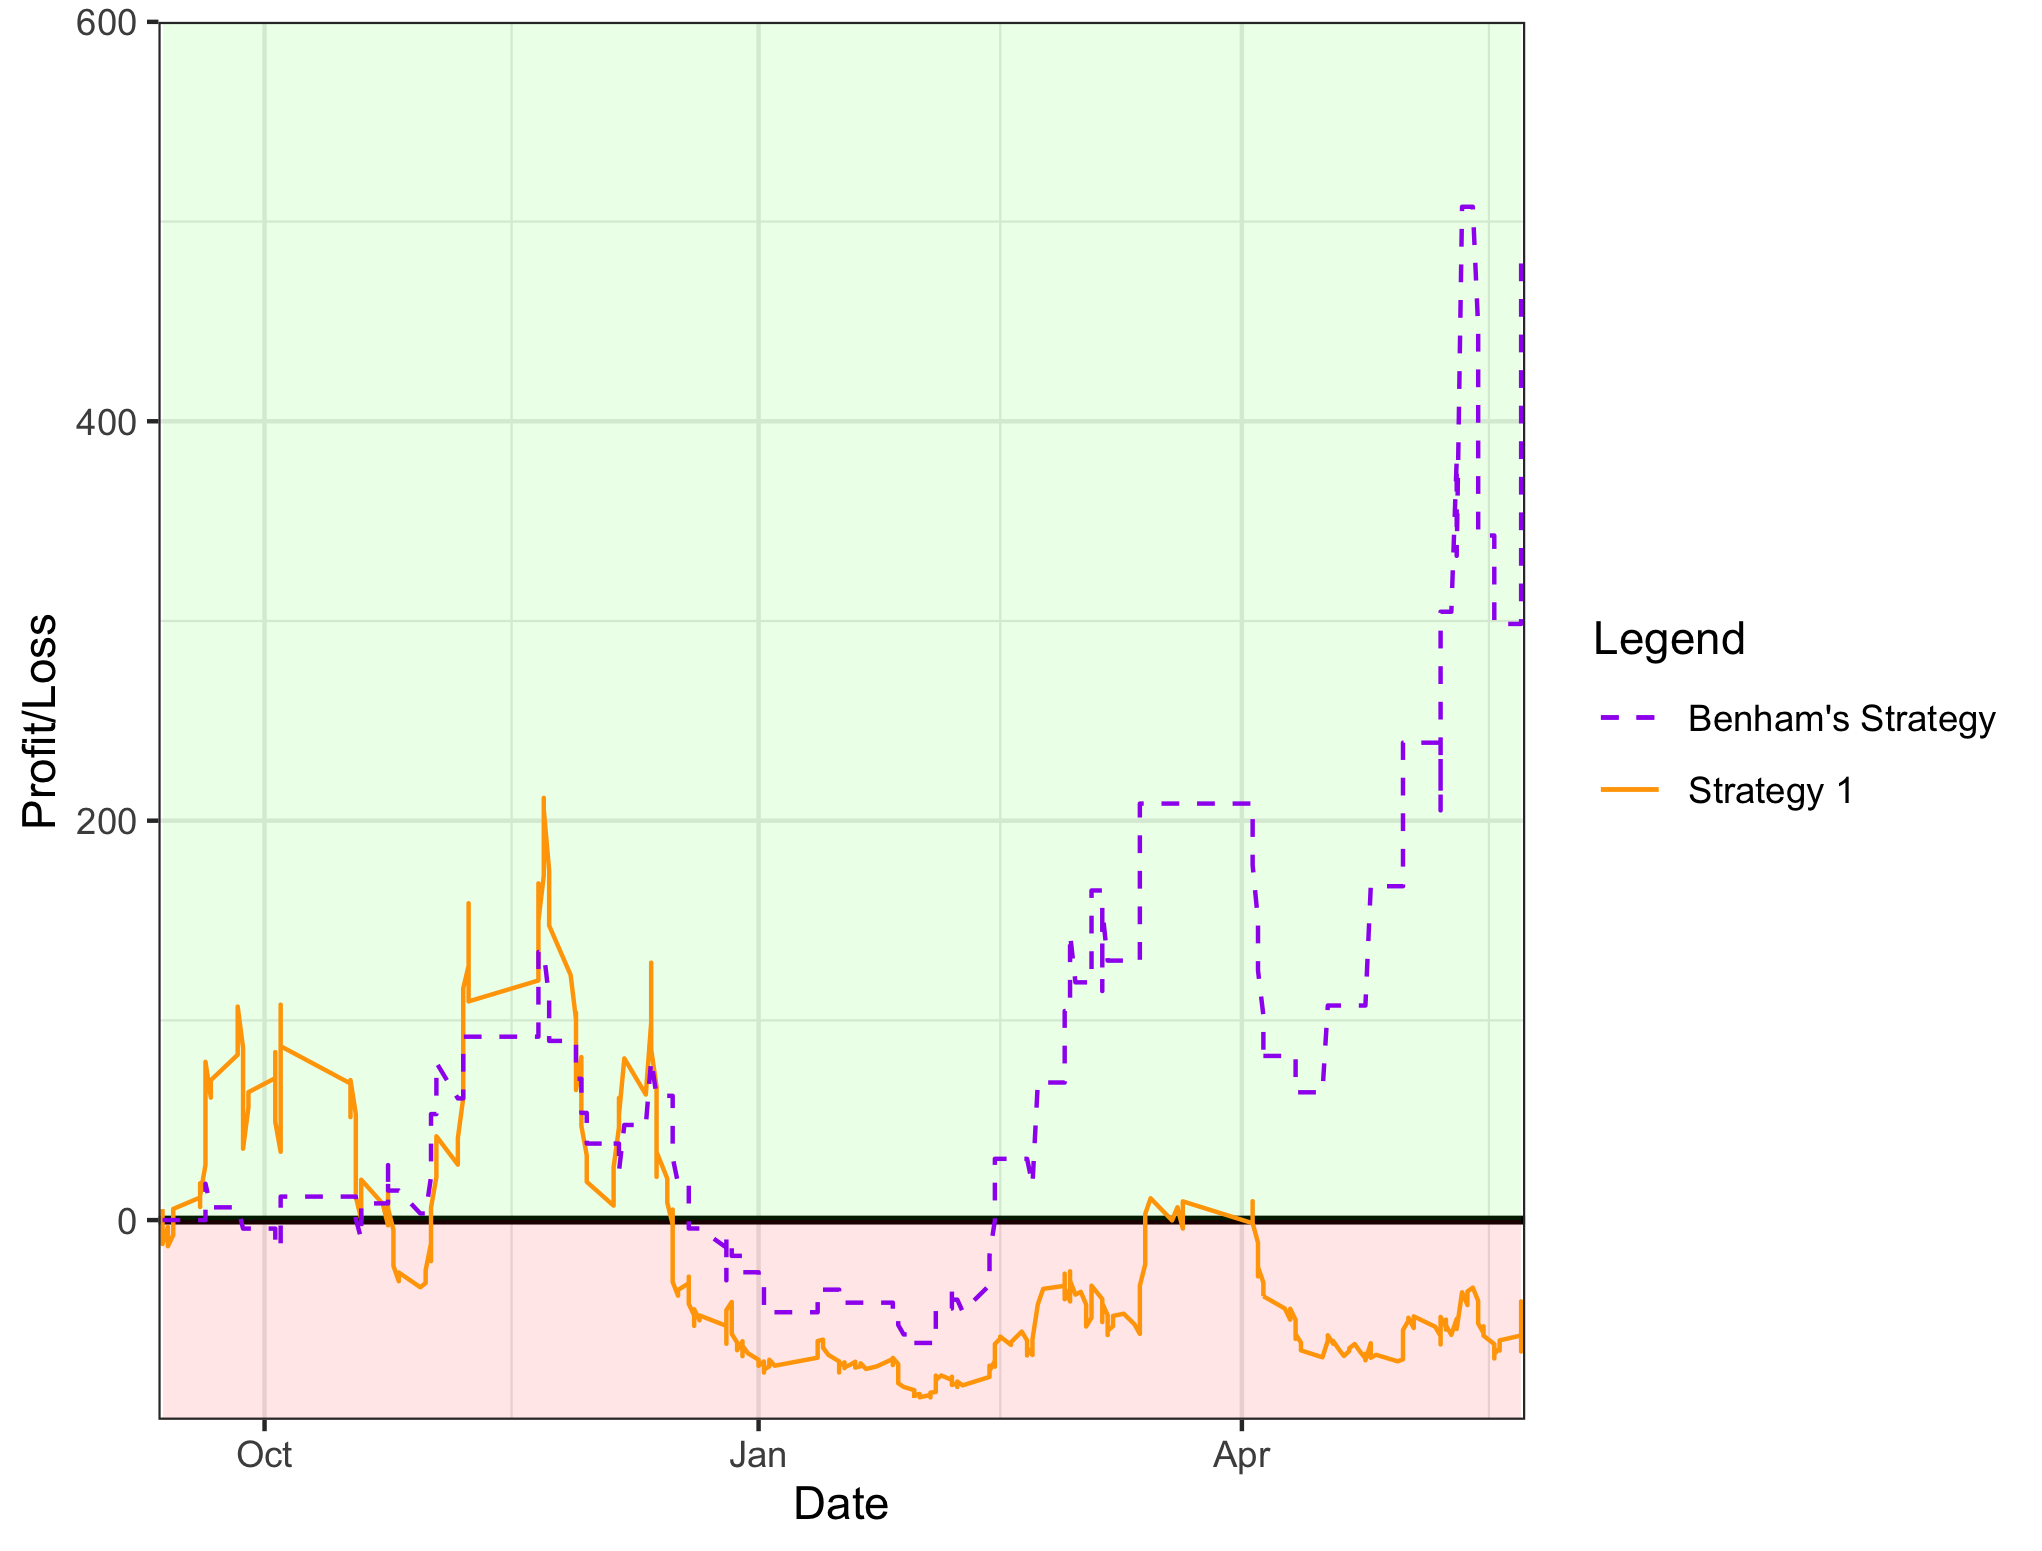 600
400
200
0
Profit/Loss
Oct
Jan
Apr
Date
Legend
Benham's Strategy
Strategy 1